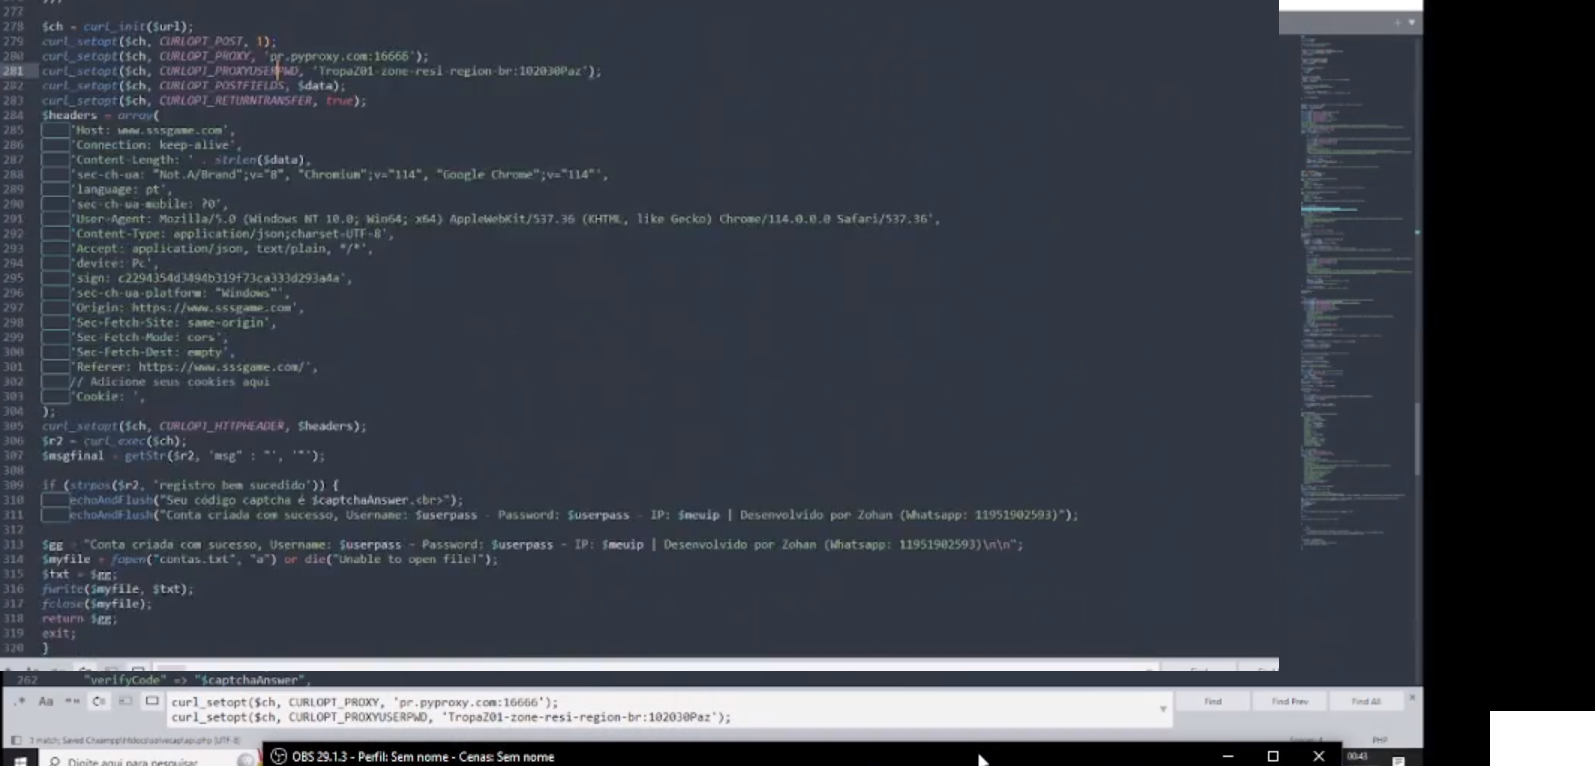 277
278 $ch = curl_init($url);
279 curl_setopt($ch, CURLOPT_POST, 1);
280 curl_setopt($ch, CURLOPT_PROXY, 'pr.pyproxy.com:16666');
281 curl_setopt($ch, CURLOPT_PROXYUSERPWD, 'TropaZ01-zone-resi-region-br:102030Paz');
282 curl_setopt($ch, CURLOPT_POSTFIELDS, $data);
283 curl_setopt($ch, CURLOPT_RETURNTRANSFER, true);
284 $headers = array(
285 'Host: www.sssgame.com',
286 'Connection: keep-alive',
287 'Content-Length: ' . strlen($data),
288 'sec-ch-ua: "Not.A/Brand";v="8", "Chromium";v="114", "Google Chrome";v="114"',
289 'language: pt',
290 'sec-ch-ua-mobile: ?0',
291 'User-Agent: Mozilla/5.0 (Windows NT 10.0; Win64; x64) AppleWebKit/537.36 (KHTML, like Gecko) Chrome/114.0.0.0 Safari/537.36',
292 'Content-Type: application/json;charset=UTF-8',
293 'Accept: application/json, text/plain, */*',
294 'device: Pc',
295 'sign: c2294354d3494b319f73ca333d293a4a',
296 'sec-ch-ua-platform: "Windows"',
297 'Origin: https://www.sssgame.com',
298 'Sec-Fetch-Site: same-origin',
299 'Sec-Fetch-Mode: cors',
300 'Sec-Fetch-Dest: empty',
301 'Referer: https://www.sssgame.com/',
302 // Adicione seus cookies aqui
303 'Cookie: ',
304 );
305 curl_setopt($ch, CURLOPT_HTTPHEADER, $headers);
306 $r2 = curl_exec($ch);
307 $msgfinal = getStr($r2, 'msg" : "', '"');
308
309 if (strpos($r2, 'registro bem sucedido')) {
310 echoAndFlush("Seu código captcha é $captchaAnswer.<br>");
311 echoAndFlush("Conta criada com sucesso, Username: $userpass - Password: $userpass - IP: $meuip | Desenvolvido por Zohan (Whatsapp: 11951902593)");
312
313 $gg = "Conta criada com sucesso, Username: $userpass - Password: $userpass - IP: $meuip | Desenvolvido por Zohan (Whatsapp: 11951902593)\n\n";
314 $myfile = fopen("contas.txt", "a") or die("Unable to open file!");
315 $txt = $gg;
316 fwrite($myfile, $txt);
317 fclose($myfile);
318 return $gg;
319 exit;
320 }
262 "verifyCode" => "$captchaAnswer",
.* Aa "" curl_setopt($ch, CURLOPT_PROXY, 'pr.pyproxy.com:16666');
curl_setopt($ch, CURLOPT_PROXYUSERPWD, 'TropaZ01-zone-resi-region-br:102030Paz');
Find Find Prev Find All
PHP
Digite aqui para pesquisar
OBS 29.1.3 - Perfil: Sem nome - Cenas: Sem nome
00:43